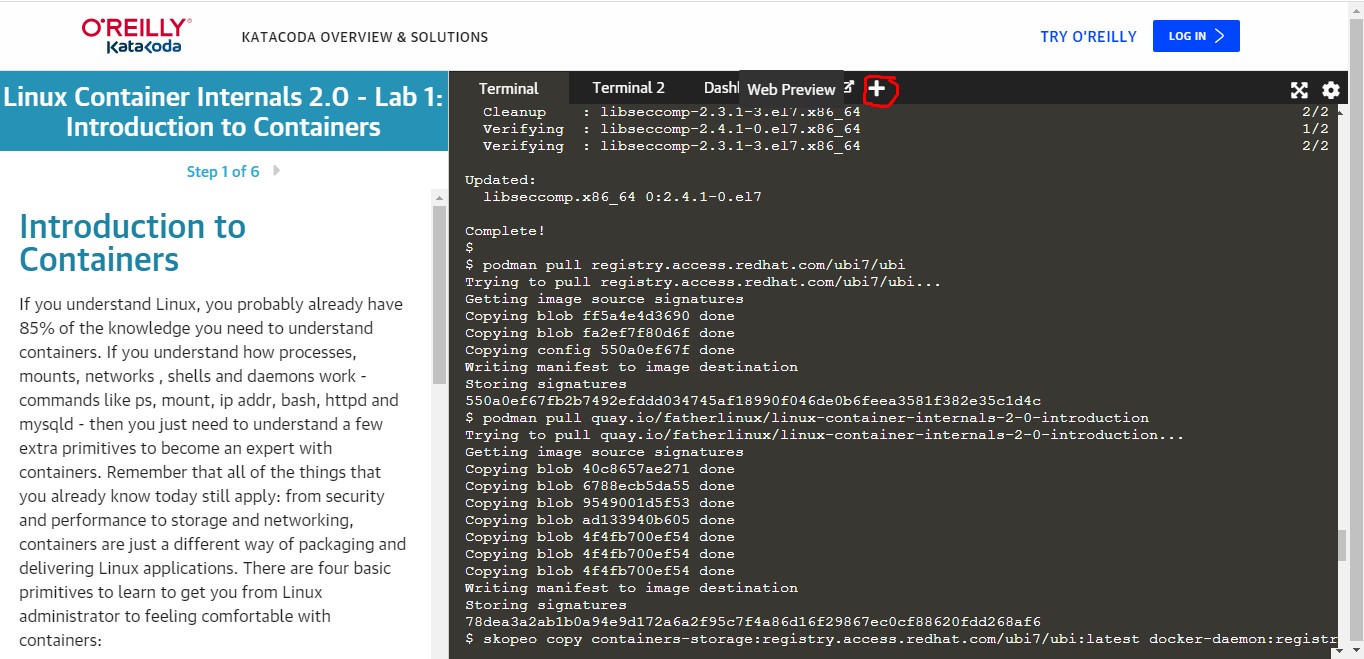 O'REILLY®
Katacoda
KATACODA OVERVIEW & SOLUTIONS
TRY O'REILLY
LOG IN
Linux Container Internals 2.0 - Lab 1:
Introduction to Containers
Step 1 of 6
Introduction to
Containers
If you understand Linux, you probably already have
85% of the knowledge you need to understand
containers. If you understand how processes,
mounts, networks , shells and daemons work -
commands like ps, mount, ip addr, bash, httpd and
mysqld - then you just need to understand a few
extra primitives to become an expert with
containers. Remember that all of the things that
you already know today still apply: from security
and performance to storage and networking,
containers are just a different way of packaging and
delivering Linux applications. There are four basic
primitives to learn to get you from Linux
administrator to feeling comfortable with
containers:
Terminal
Terminal 2
Dash
Web Preview
Cleanup : libseccomp-2.3.1-3.el7.x86_64 2/2
Verifying : libseccomp-2.4.1-0.el7.x86_64 1/2
Verifying : libseccomp-2.3.1-3.el7.x86_64 2/2
Updated:
libseccomp.x86_64 0:2.4.1-0.el7
Complete!
$
$ podman pull registry.access.redhat.com/ubi7/ubi
Trying to pull registry.access.redhat.com/ubi7/ubi...
Getting image source signatures
Copying blob ff5a4e4d3690 done
Copying blob fa2ef7f80d6f done
Copying config 550a0ef67f done
Writing manifest to image destination
Storing signatures
550a0ef67fb2b7492efddd034745af18990f046de0b6feea3581f382e35c1d4c
$ podman pull quay.io/fatherlinux/linux-container-internals-2-0-introduction
Trying to pull quay.io/fatherlinux/linux-container-internals-2-0-introduction...
Getting image source signatures
Copying blob 40c8657ae271 done
Copying blob 6788ecb5da55 done
Copying blob 9549001d5f53 done
Copying blob ad133940b605 done
Copying blob 4f4fb700ef54 done
Copying blob 4f4fb700ef54 done
Copying blob 4f4fb700ef54 done
Writing manifest to image destination
Storing signatures
78dea3a2ab1b0a94e9d172a6a2f95c7f4a86d16f29867ec0cf88620fdd268af6
$ skopeo copy containers-storage:registry.access.redhat.com/ubi7/ubi:latest docker-daemon:registr